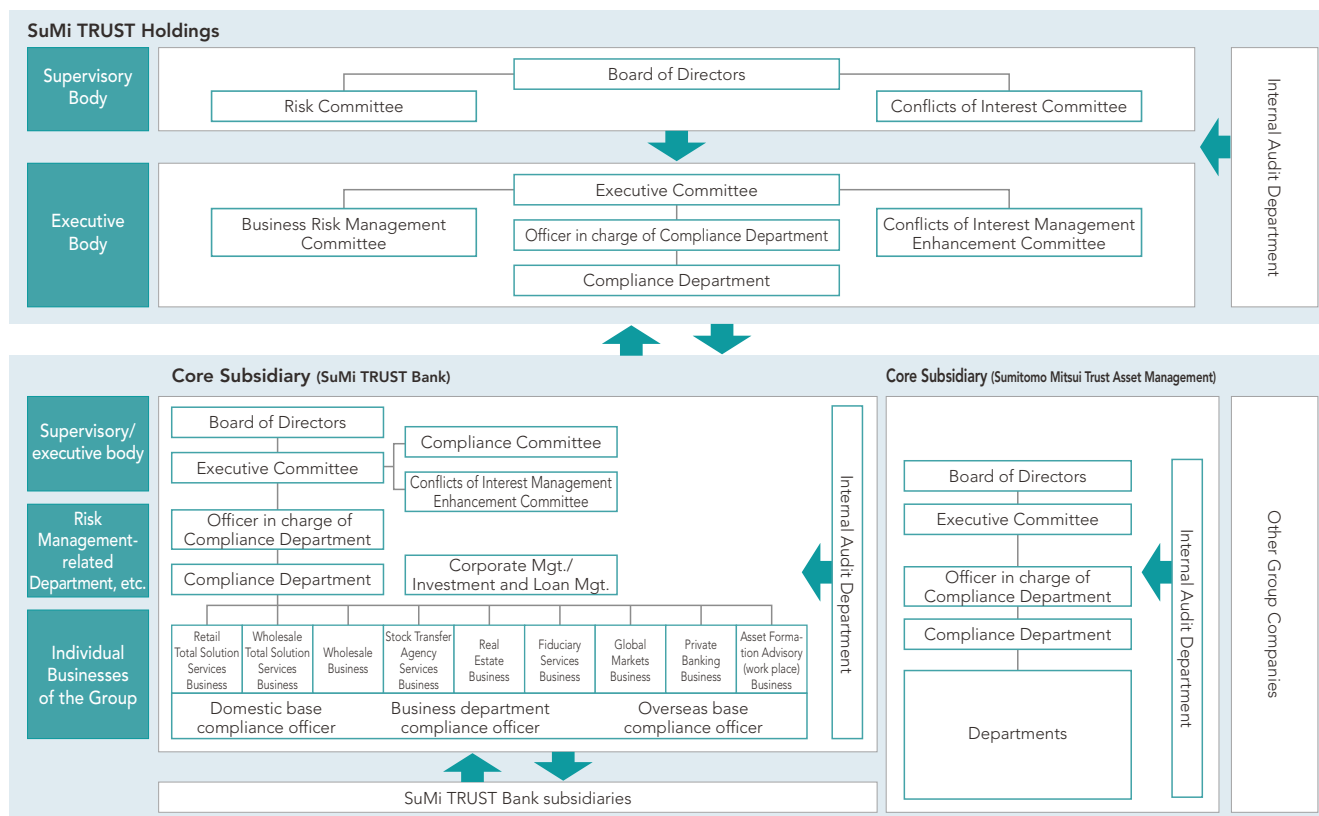 SuMi TRUST Holdings
Supervisory
Body
Board of Directors
Risk Committee
Conflicts of Interest Committee
Internal Audit Department
Executive
Body
Executive Committee
Business Risk Management
Committee
Officer in charge of Compliance Department
Conflicts of Interest Management
Enhancement Committee
Compliance Department
Core Subsidiary (SuMi TRUST Bank)
Supervisory/
executive body
Board of Directors
Executive Committee
Compliance Committee
Conflicts of Interest Management
Enhancement Committee
Risk
Management-
related
Department, etc.
Officer in charge of
Compliance Department
Compliance Department
Corporate Mgt./
Investment and Loan Mgt.
Individual
Businesses
of the Group
Retail
Total Solution
Services
Business
Wholesale
Total Solution
Services
Business
Wholesale
Business
Stock Transfer
Agency
Services
Business
Real
Estate
Business
Fiduciary
Services
Business
Global
Markets
Business
Private
Banking
Business
Asset Forma-
tion Advisory
(work place)
Business
Domestic base
compliance officer
Business department
compliance officer
Overseas base
compliance officer
Internal Audit Department
SuMi TRUST Bank subsidiaries
Core Subsidiary (Sumitomo Mitsui Trust Asset Management)
Board of Directors
Executive Committee
Officer in charge of
Compliance Department
Compliance Department
Departments
Internal Audit Department
Other Group Companies